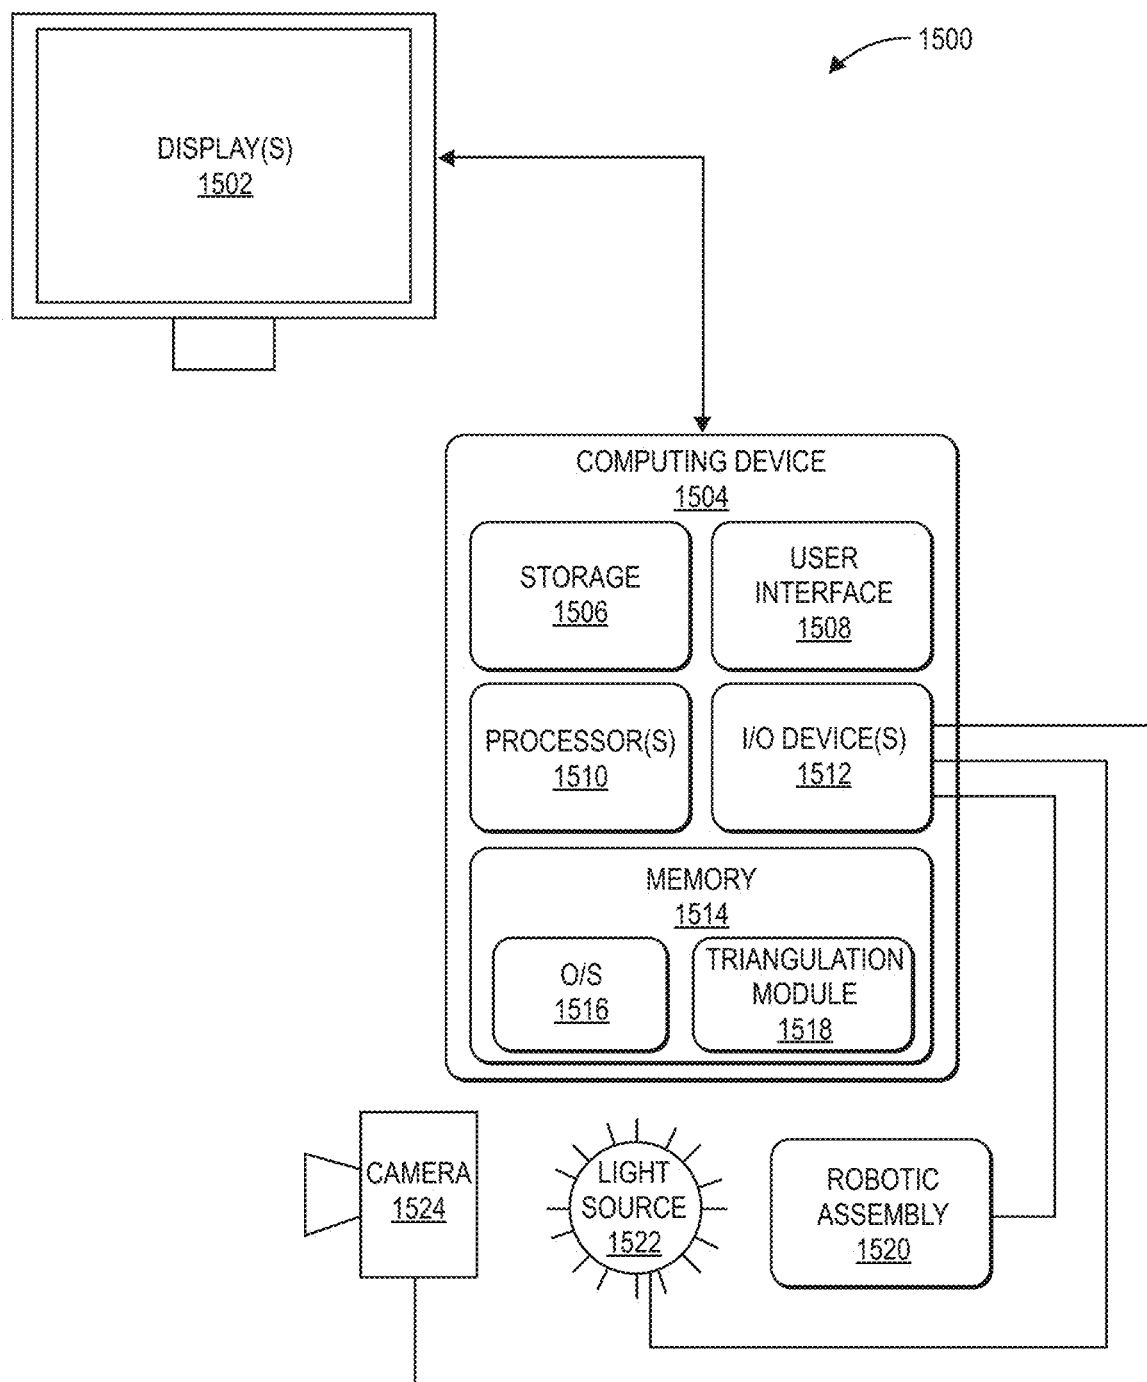 1500
DISPLAY(S)
1502
COMPUTING DEVICE
1504
STORAGE
1506
USER
INTERFACE
1508
PROCESSOR(S)
1510
I/O DEVICE(S)
1512
MEMORY
1514
O/S
1516
TRIANGULATION
MODULE
1518
CAMERA
1524
LIGHT
SOURCE
1522
ROBOTIC
ASSEMBLY
1520